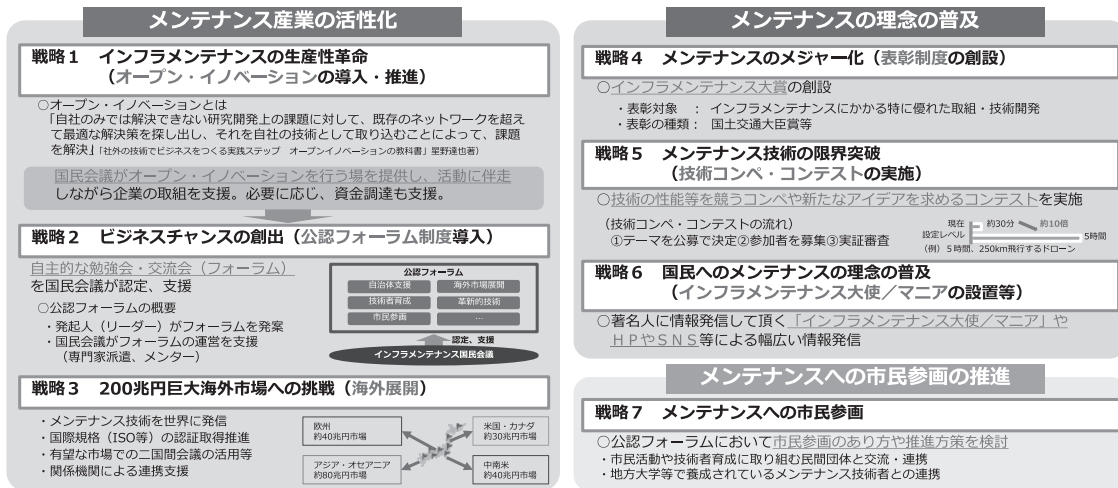 メンテナンス産業の活性化
戦略1 インフラメンテナンスの生産性革命
(オープン・イノベーションの導入・推進)
○オープン・イノベーションとは
「自社のみでは解決できない研究開発上の課題に対して、既存のネットワークを超え
て最適な解決策を探し出し、それを自社の技術として取り込むことによって、課題
を解決」「社外の技術でビジネスをつくる実践ステップ オープンイノベーションの教科書」星野達也著)
国民会議がオープン・イノベーションを行う場を提供し、活動に伴走
しながら企業の取組を支援。必要に応じ、資金調達も支援。
戦略2 ビジネスチャンスの創出(公認フォーラム制度導入)
自主的な勉強会・交流会(フォーラム)
を国民会議が認定、支援
○公認フォーラムの概要
・発起人(リーダー)がフォーラムを発案
・国民会議がフォーラムの運営を支援
(専門家派遣、メンター)
公認フォーラム
自治体支援 海外市場展開
技術者育成 革新的技術
市民参画 …
認定、支援
インフラメンテナンス国民会議
戦略3 200兆円巨大海外市場への挑戦(海外展開)
・メンテナンス技術を世界に発信
・国際規格(ISO等)の認証取得推進
・有望な市場での二国間会議の活用等
・関係機関による連携支援
欧州
約40兆円市場
米国・カナダ
約30兆円市場
アジア・オセアニア
約80兆円市場
中南米
約40兆円市場
メンテナンスの理念の普及
戦略4 メンテナンスのメジャー化(表彰制度の創設)
○インフラメンテナンス大賞の創設
・表彰対象 : インフラメンテナンスにかかる特に優れた取組・技術開発
・表彰の種類: 国土交通大臣賞等
戦略5 メンテナンス技術の限界突破
(技術コンペ・コンテストの実施)
○技術の性能等を競うコンペや新たなアイデアを求めるコンテストを実施
(技術コンペ・コンテストの流れ)
①テーマを公募で決定②参加者を募集③実証審査
現在 約30分 約10倍
設定レベル 5時間
(例)5時間、250km飛行するドローン
戦略6 国民へのメンテナンスの理念の普及
(インフラメンテナンス大使/マニアの設置等)
○著名人に情報発信して頂く「インフラメンテナンス大使/マニア」や
HPやSNS等による幅広い情報発信
メンテナンスへの市民参画の推進
戦略7 メンテナンスへの市民参画
○公認フォーラムにおいて市民参画のあり方や推進方策を検討
・市民活動や技術者育成に取り組む民間団体と交流・連携
・地方大学等で養成されているメンテナンス技術者との連携